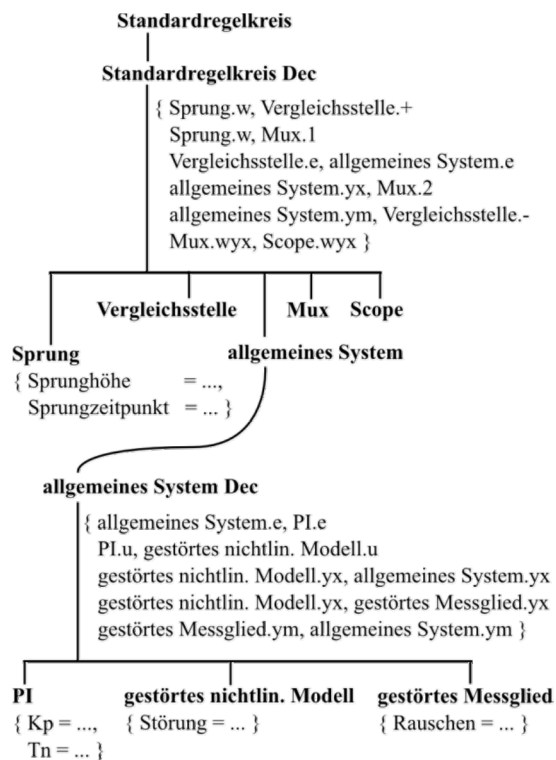 Standardregelkreis
Standardregelkreis Dec
{ Sprung.w, Vergleichsstelle.+
Sprung.w, Mux.1
Vergleichsstelle.e, allgemeines System.e
allgemeines System.yx, Mux.2
allgemeines System.ym, Vergleichsstelle.-
Mux.wyx, Scope.wyx }
Vergleichsstelle Mux Scope
Sprung allgemeines System
{ Sprunghöhe = ...,
Sprungzeitpunkt = ... }
allgemeines System Dec
{ allgemeines System.e, PI.e
PI.u, gestörtes nichtlin. Modell.u
gestörtes nichtlin. Modell.yx, allgemeines System.yx
gestörtes nichtlin. Modell.yx, gestörtes Messglied.yx
gestörtes Messglied.ym, allgemeines System.ym }
PI gestörtes nichtlin. Modell gestörtes Messglied
{ Kp = ..., { Störung = ... } { Rauschen = ... }
Tn = ... }